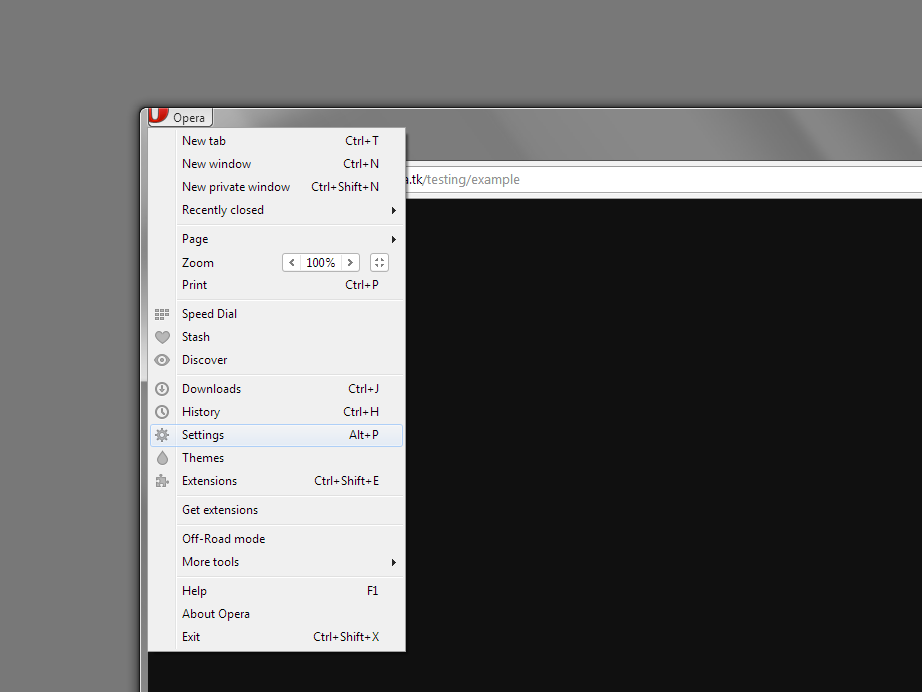 Opera
a.tk/testing/example
New tab Ctrl+T
New window Ctrl+N
New private window Ctrl+Shift+N
Recently closed
Page
Zoom 100%
Print Ctrl+P
Speed Dial
Stash
Discover
Downloads Ctrl+J
History Ctrl+H
Settings Alt+P
Themes
Extensions Ctrl+Shift+E
Get extensions
Off-Road mode
More tools
Help F1
About Opera
Exit Ctrl+Shift+X